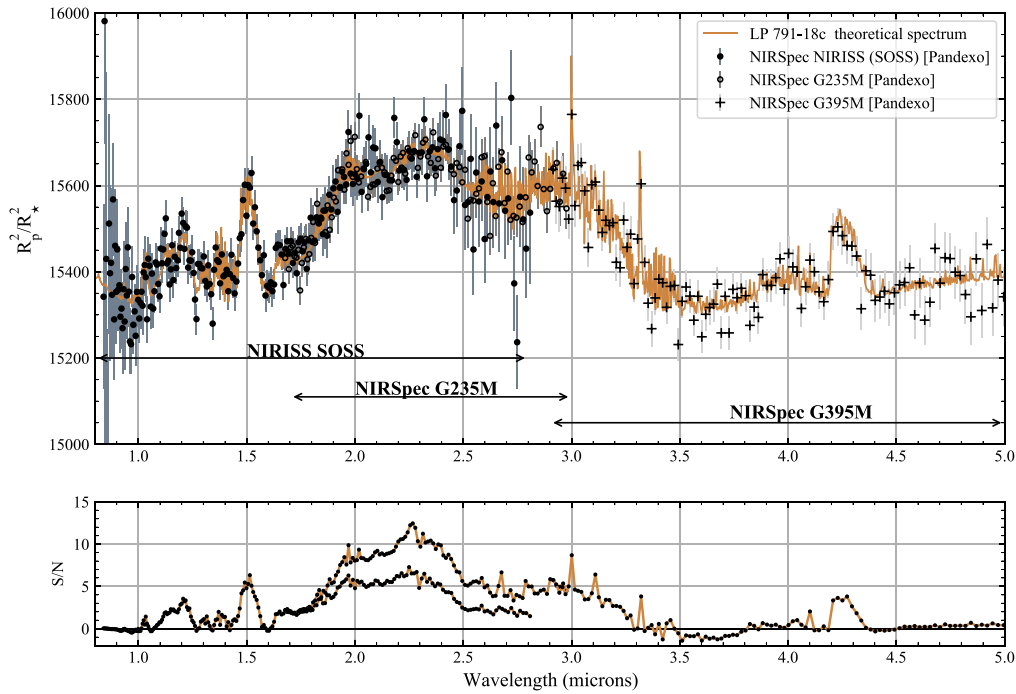 16000
15800
15600
15400
15200
15000
R_p^2/R_⋆^2
LP 791-18c theoretical spectrum
NIRSpec NIRISS (SOSS) [Pandexo]
NIRSpec G235M [Pandexo]
NIRSpec G395M [Pandexo]
NIRISS SOSS
NIRSpec G235M
NIRSpec G395M
1.0 1.5 2.0 2.5 3.0 3.5 4.0 4.5 5.0
15
10
5
0
S/N
1.0 1.5 2.0 2.5 3.0 3.5 4.0 4.5 5.0
Wavelength (microns)